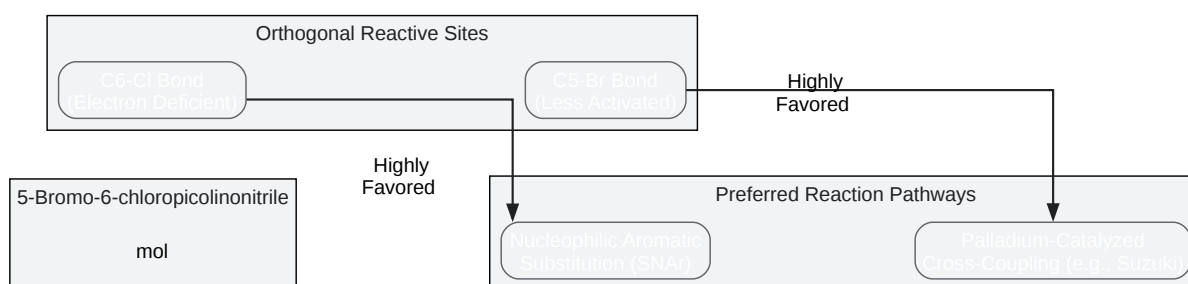 Orthogonal Reactive Sites
C6-Cl Bond
(Electron Deficient)
C5-Br Bond
(Less Activated)
Highly
Favored
Highly
Favored
5-Bromo-6-chloropicolinonitrile
mol
Preferred Reaction Pathways
Nucleophilic Aromatic
Substitution (SNAr)
Palladium-Catalyzed
Cross-Coupling (e.g., Suzuki)